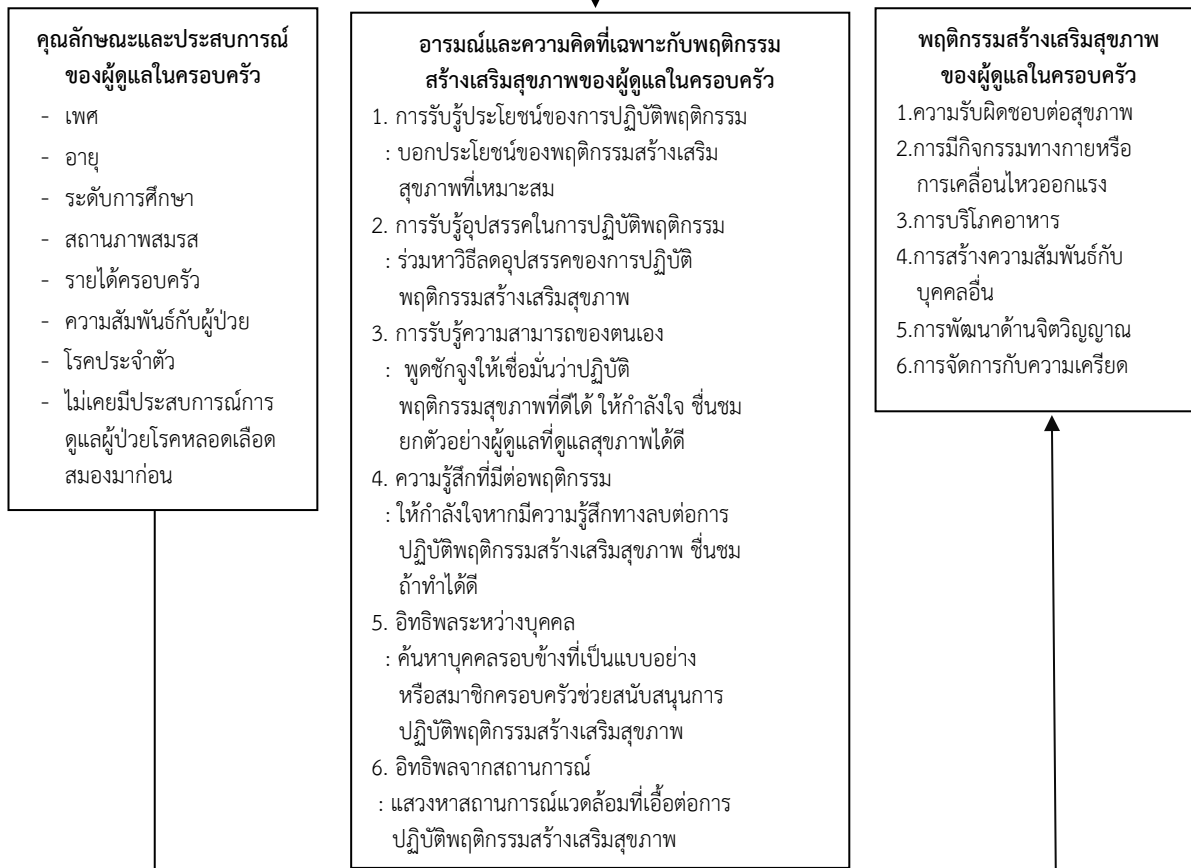 คุณลักษณะและประสบการณ์
ของผู้ดูแลในครอบครัว
- เพศ
- อายุ
- ระดับการศึกษา
- สถานภาพสมรส
- รายได้ครอบครัว
- ความสัมพันธ์กับผู้ป่วย
- โรคประจำตัว
- ไม่เคยมีประสบการณ์การ
ดูแลผู้ป่วยโรคหลอดเลือด
สมองมาก่อน
อารมณ์และความคิดที่เฉพาะกับพฤติกรรม
สร้างเสริมสุขภาพของผู้ดูแลในครอบครัว
1. การรับรู้ประโยชน์ของการปฏิบัติพฤติกรรม
: บอกประโยชน์ของพฤติกรรมสร้างเสริม
สุขภาพที่เหมาะสม
2. การรับรู้อุปสรรคในการปฏิบัติพฤติกรรม
: ร่วมหาวิธีลดอุปสรรคของการปฏิบัติ
พฤติกรรมสร้างเสริมสุขภาพ
3. การรับรู้ความสามารถของตนเอง
: พูดชักจูงให้เชื่อมั่นว่าปฏิบัติ
พฤติกรรมสุขภาพที่ดีได้ ให้กำลังใจ ชื่นชม
ยกตัวอย่างผู้ดูแลที่ดูแลสุขภาพได้ดี
4. ความรู้สึกที่มีต่อพฤติกรรม
: ให้กำลังใจหากมีความรู้สึกทางลบต่อการ
ปฏิบัติพฤติกรรมสร้างเสริมสุขภาพ ชื่นชม
ถ้าทำได้ดี
5. อิทธิพลระหว่างบุคคล
: ค้นหาบุคคลรอบข้างที่เป็นแบบอย่าง
หรือสมาชิกครอบครัวช่วยสนับสนุนการ
ปฏิบัติพฤติกรรมสร้างเสริมสุขภาพ
6. อิทธิพลจากสถานการณ์
: แสวงหาสถานการณ์แวดล้อมที่เอื้อต่อการ
ปฏิบัติพฤติกรรมสร้างเสริมสุขภาพ
พฤติกรรมสร้างเสริมสุขภาพ
ของผู้ดูแลในครอบครัว
1.ความรับผิดชอบต่อสุขภาพ
2.การมีกิจกรรมทางกายหรือ
การเคลื่อนไหวออกแรง
3.การบริโภคอาหาร
4.การสร้างความสัมพันธ์กับ
บุคคลอื่น
5.การพัฒนาด้านจิตวิญญาณ
6.การจัดการกับความเครียด